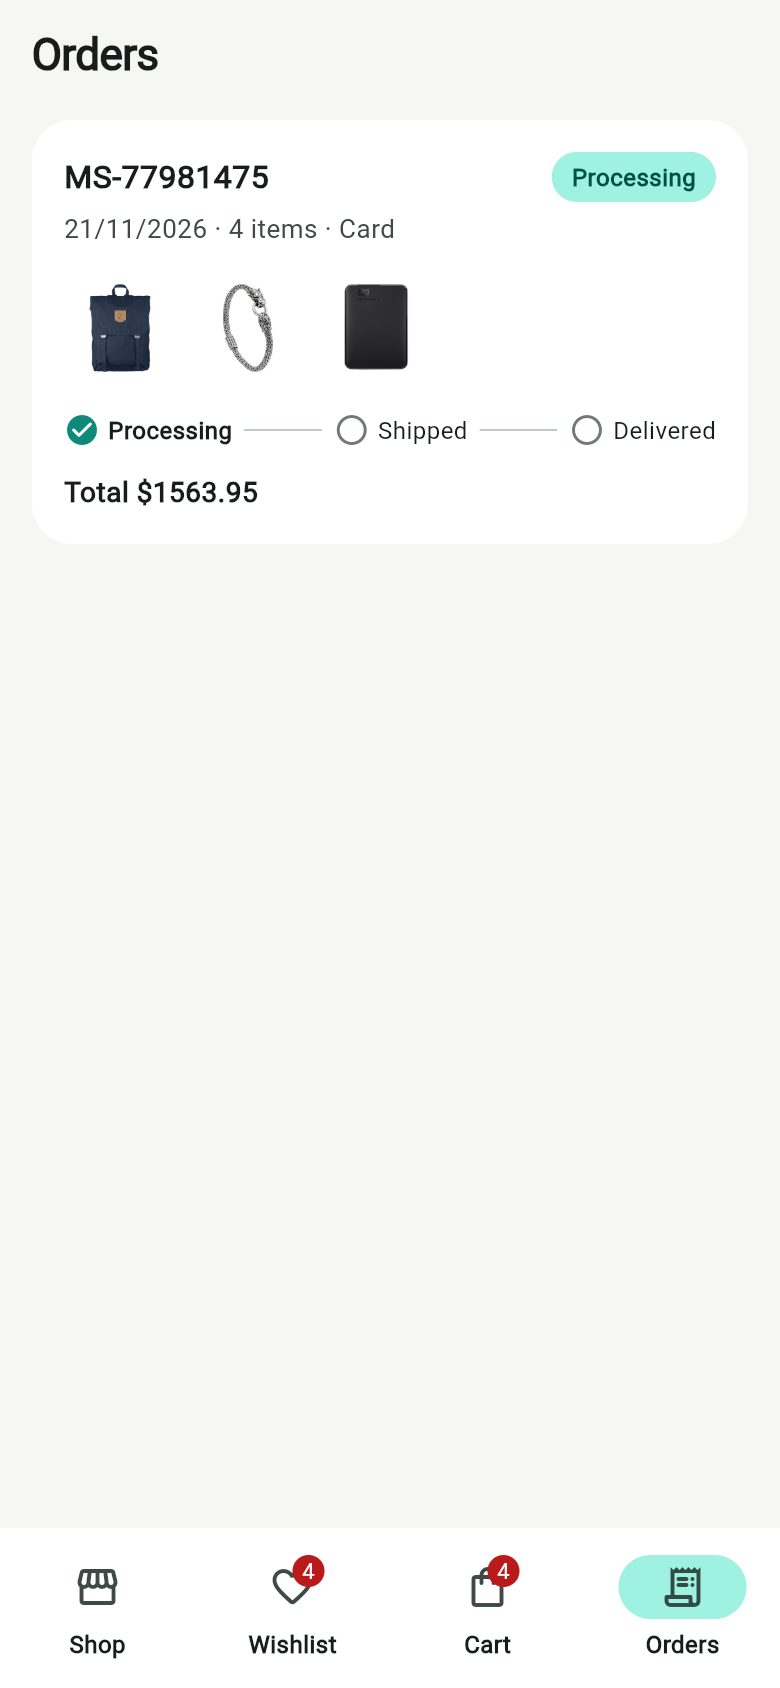 Orders
MS-77981475
Processing
21/11/2026 · 4 items · Card
Processing
Shipped
Delivered
Total $1563.95
4
4
Shop
Wishlist
Cart
Orders